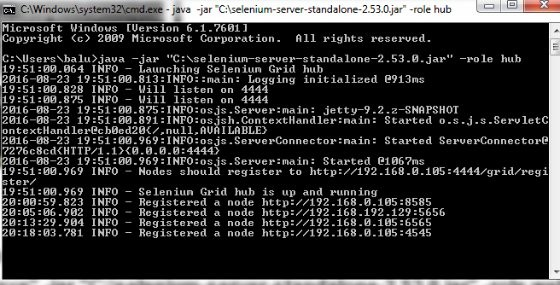 C:\Windows\system32\cmd.exe - java -jar "C:\selenium-server-standalone-2.53.0.jar" -role hub
Microsoft Windows [Version 6.1.7601]
Copyright (c) 2009 Microsoft Corporation. All rights reserved.
C:\Users\balu>java -jar "C:\selenium-server-standalone-2.53.0.jar" -role hub
19:51:00.064 INFO - Launching Selenium Grid hub
2016-08-23 19:51:00.813:INFO::main: Logging initialized @913ms
19:51:00.828 INFO - Will listen on 4444
19:51:00.875 INFO - Will listen on 4444
2016-08-23 19:51:00.875:INFO:osjs.Server:main: jetty-9.2.z-SNAPSHOT
2016-08-23 19:51:00.891:INFO:osjsh.ContextHandler:main: Started o.s.j.s.ServletC
ontextHandler@cb0ed20{/,null,AVAILABLE}
2016-08-23 19:51:00.969:INFO:osjs.ServerConnector:main: Started ServerConnector@
7276c8cd{HTTP/1.1}{0.0.0.0:4444}
2016-08-23 19:51:00.969:INFO:osjs.Server:main: Started @1067ms
19:51:00.969 INFO - Nodes should register to http://192.168.0.105:4444/grid/regi
ster/
19:51:00.969 INFO - Selenium Grid hub is up and running
20:00:59.823 INFO - Registered a node http://192.168.0.105:8585
20:05:06.902 INFO - Registered a node http://192.168.192.129:5656
20:13:29.904 INFO - Registered a node http://192.168.0.105:6565
20:18:03.781 INFO - Registered a node http://192.168.0.105:4545